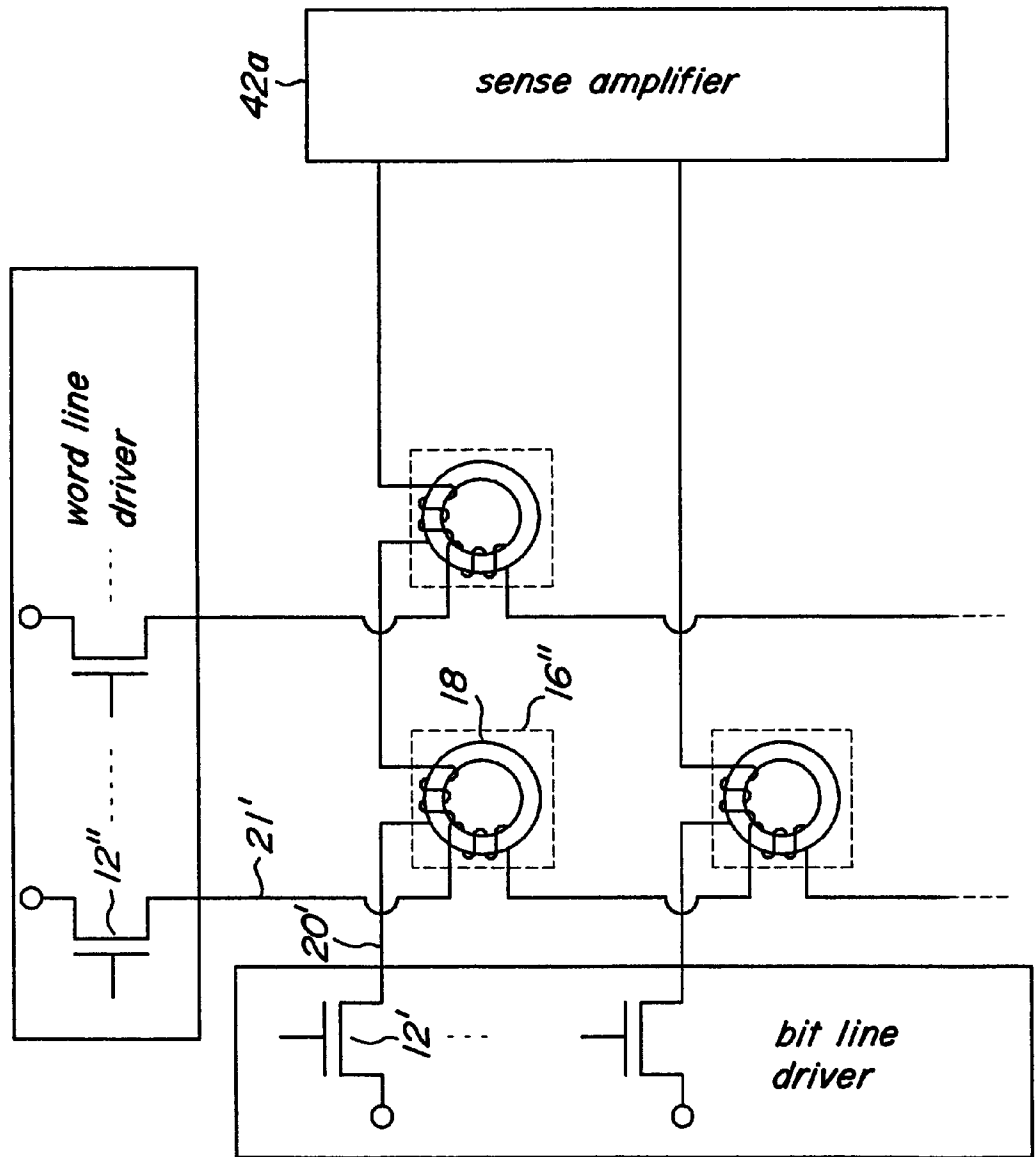 42a
sense amplifier
word line
driver
12"
21'
18
16"
20'
12'
bit line
driver